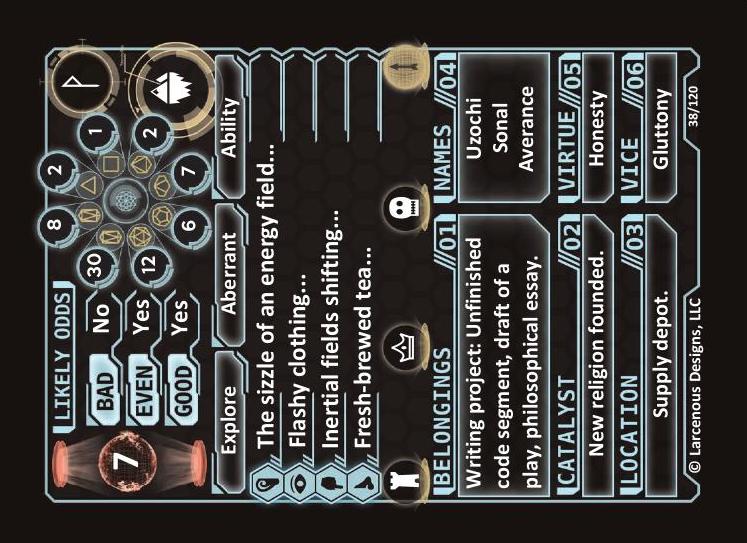 7
LIKELY ODDS
BAD No
EVEN Yes
GOOD Yes
30
8
2
1
2
7
6
12
ᚹ
Explore Aberrant Ability
The sizzle of an energy field...
Flashy clothing...
Inertial fields shifting...
Fresh-brewed tea...
BELONGINGS //01
Writing project: Unfinished
code segment, draft of a
play, philosophical essay.
NAMES //04
Uzochi
Sonal
Averance
CATALYST //02
New religion founded.
VIRTUE //05
Honesty
LOCATION //03
Supply depot.
VICE //06
Gluttony
© Larcenous Designs, LLC
38/120